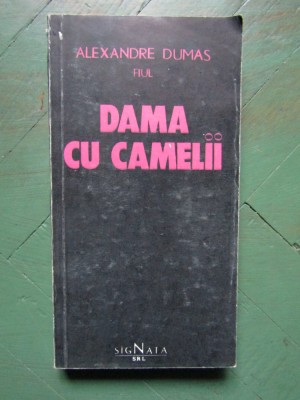 ALEXANDRE DUMAS
FIUL
DAMA
CU CAMELII
SIGNATA
SRL